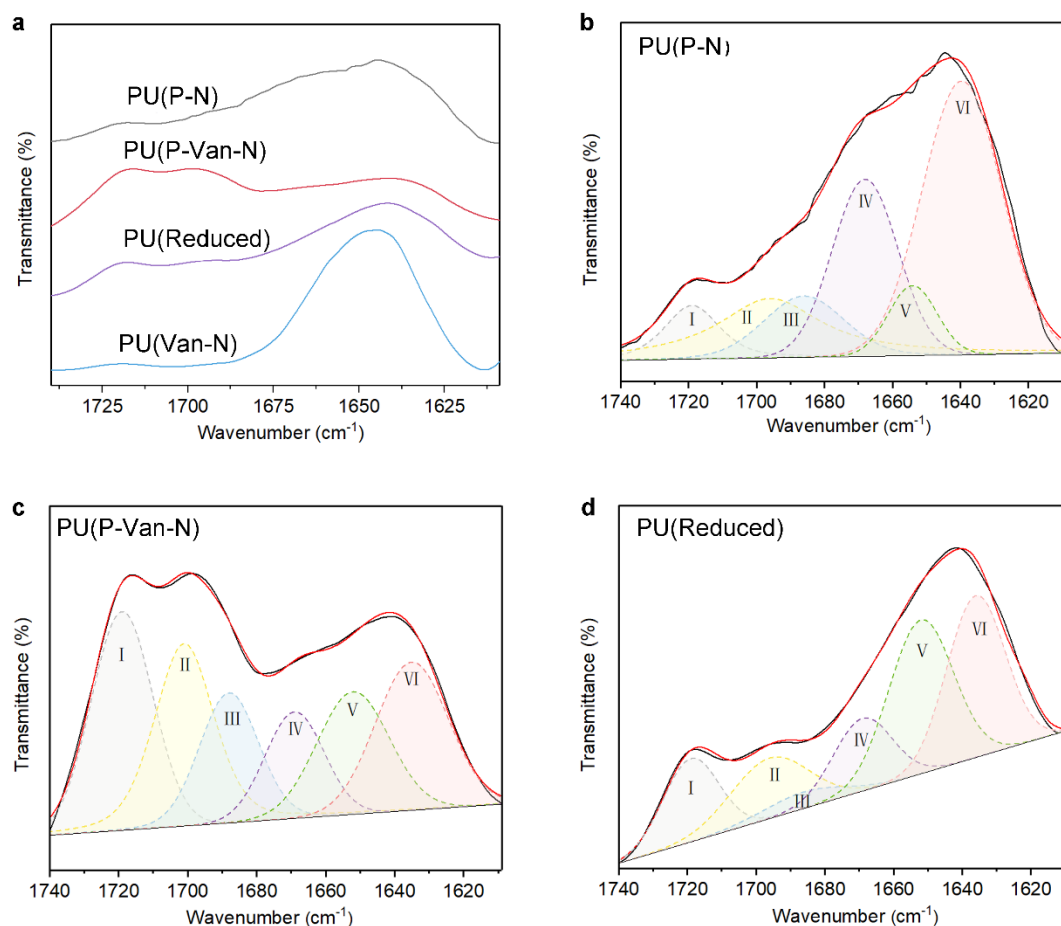 a
PU(P-N)
PU(P-Van-N)
PU(Reduced)
PU(Van-N)
Transmittance (%)
1725 1700 1675 1650 1625
Wavenumber (cm-1)
b
PU(P-N)
I
II
III
IV
V
VI
Transmittance (%)
1740 1720 1700 1680 1660 1640 1620
Wavenumber (cm-1)
c
PU(P-Van-N)
I
II
III
IV
V
VI
Transmittance (%)
1740 1720 1700 1680 1660 1640 1620
Wavenumber (cm-1)
d
PU(Reduced)
I
II
III
IV
V
VI
Transmittance (%)
1740 1720 1700 1680 1660 1640 1620
Wavenumber (cm-1)